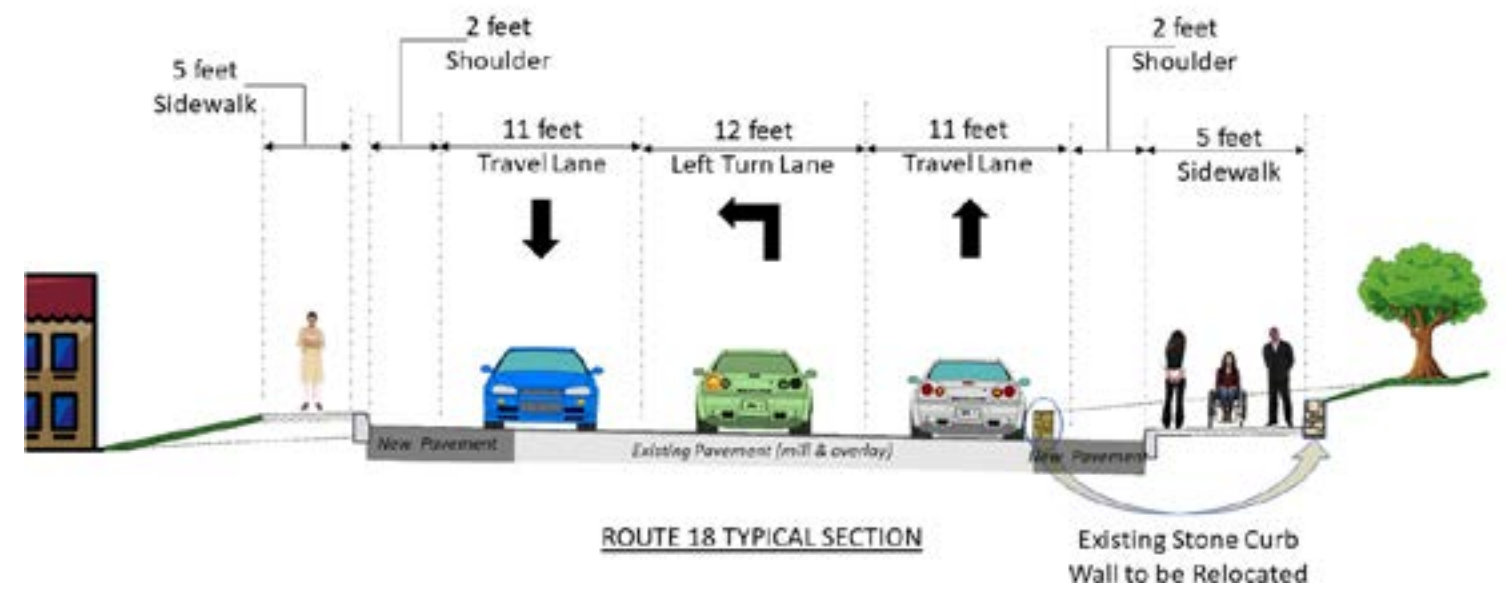 2 feet
Shoulder
2 feet
Shoulder
5 feet
Sidewalk
11 feet
Travel Lane
12 feet
Left Turn Lane
11 feet
Travel Lane
5 feet
Sidewalk
New Pavement
Existing Pavement (mill & overlay)
New Pavement
ROUTE 18 TYPICAL SECTION
Existing Stone Curb
Wall to be Relocated